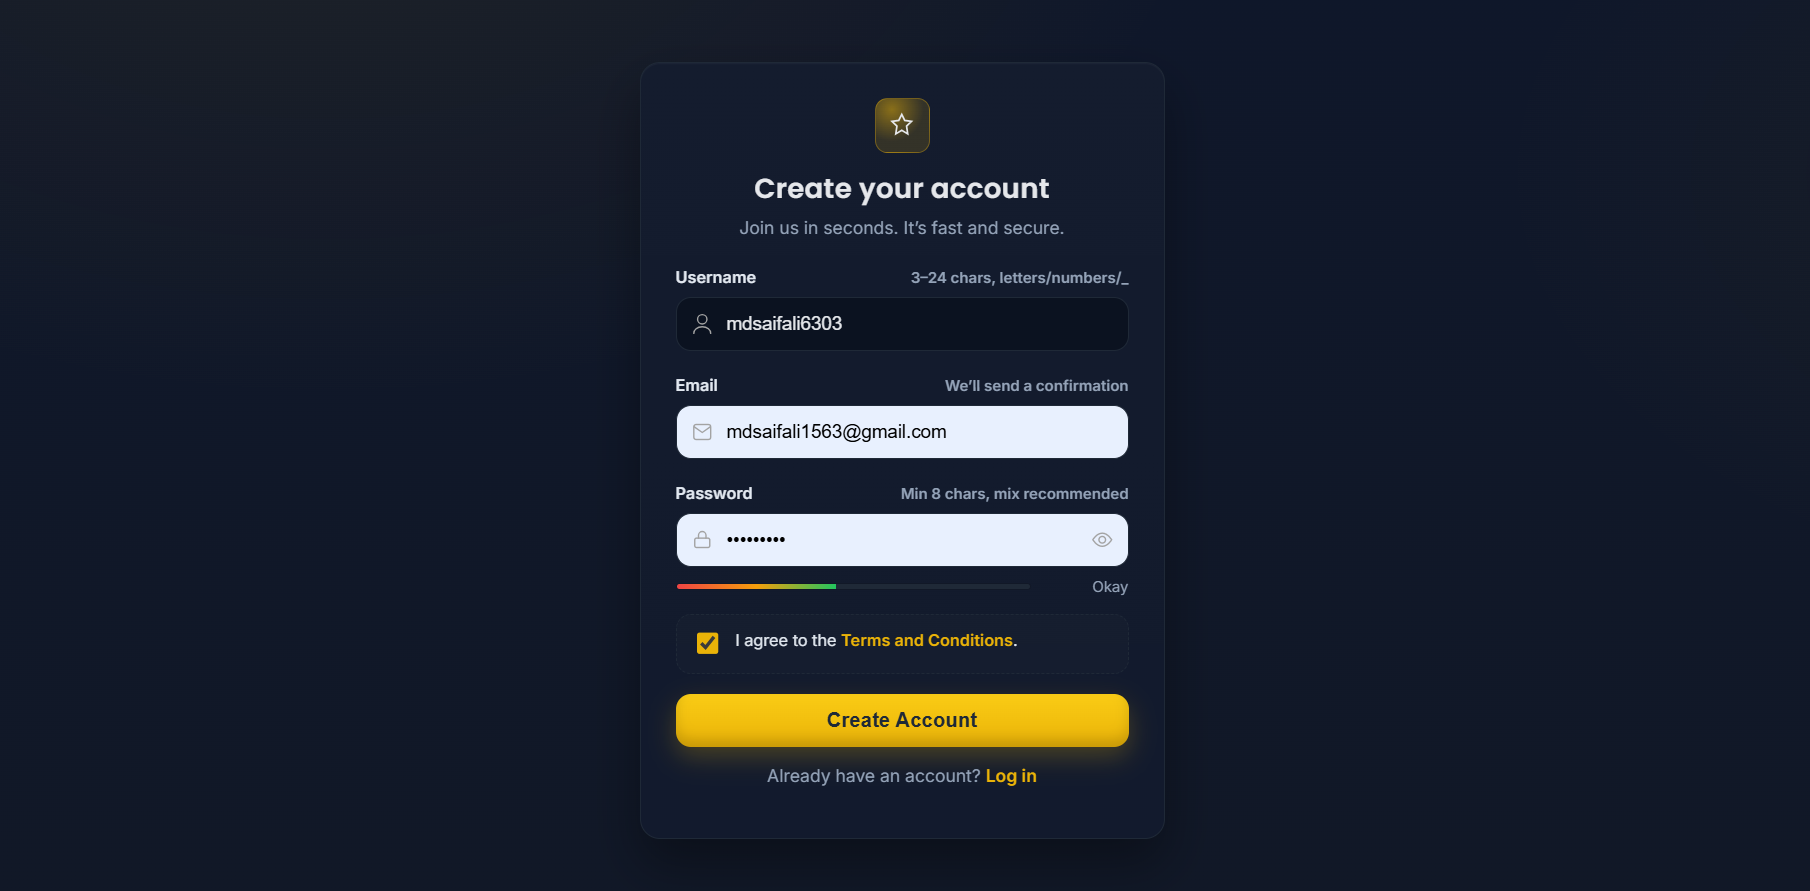 Create your account
Join us in seconds. It’s fast and secure.
Username 3–24 chars, letters/numbers/_
mdsaifali6303
Email We’ll send a confirmation
mdsaifali1563@gmail.com
Password Min 8 chars, mix recommended
•••••••••
Okay
I agree to the Terms and Conditions.
Create Account
Already have an account? Log in